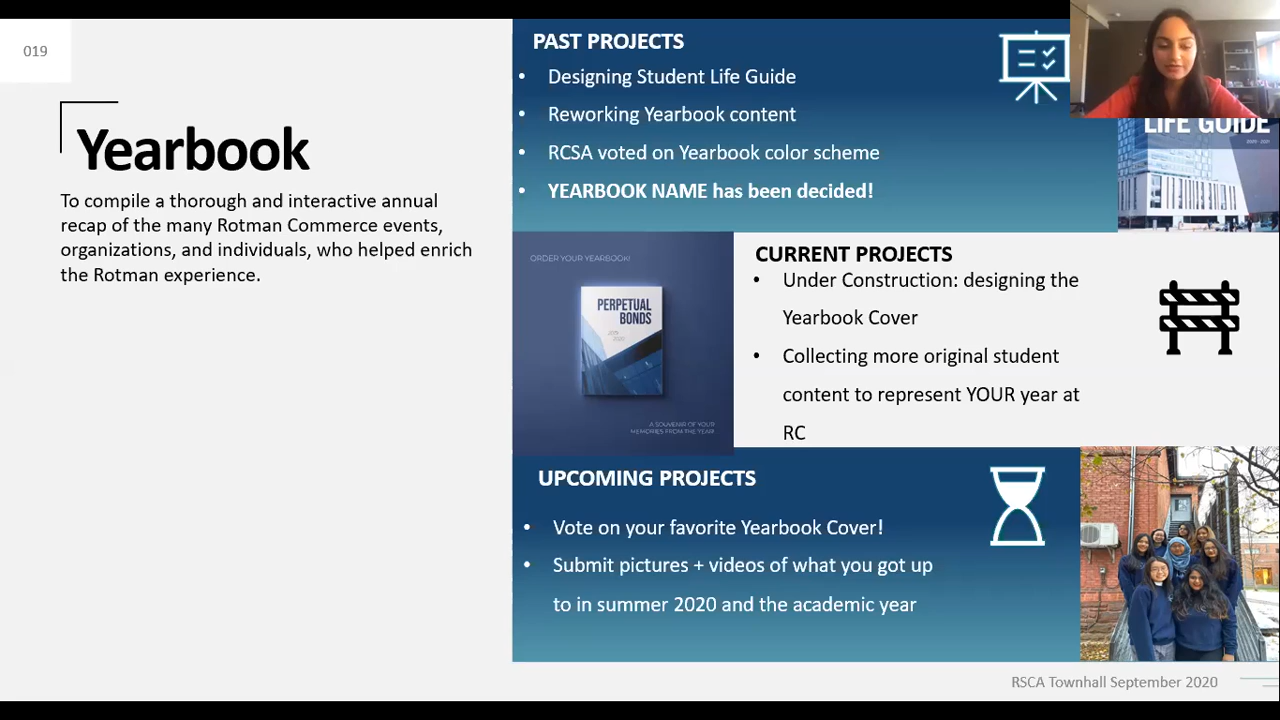 019
Yearbook
To compile a thorough and interactive annual
recap of the many Rotman Commerce events,
organizations, and individuals, who helped enrich
the Rotman experience.
PAST PROJECTS
• Designing Student Life Guide
• Reworking Yearbook content
• RCSA voted on Yearbook color scheme
• YEARBOOK NAME has been decided!
LIFE GUIDE
ORDER YOUR YEARBOOK!
PERPETUAL
BONDS
2019
2020
A SOUVENIR OF YOUR
MEMORIES FROM THE YEAR
CURRENT PROJECTS
• Under Construction: designing the
Yearbook Cover
• Collecting more original student
content to represent YOUR year at
RC
UPCOMING PROJECTS
• Vote on your favorite Yearbook Cover!
• Submit pictures + videos of what you got up
to in summer 2020 and the academic year
RSCA Townhall September 2020